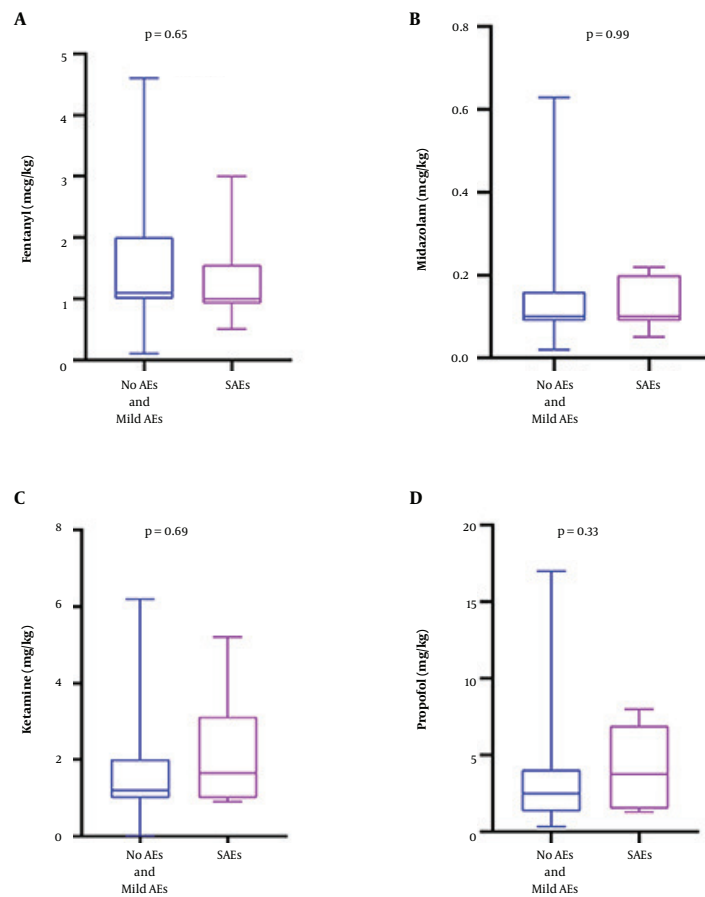 A
p = 0.65
Fentanyl (mcg/kg)
5
4
3
2
1
0
No AEs
and
Mild AEs
SAEs
B
p = 0.99
Midazolam (mcg/kg)
0.8
0.6
0.4
0.2
0.0
No AEs
and
Mild AEs
SAEs
C
p = 0.69
Ketamine (mg/kg)
8
6
4
2
0
No AEs
and
Mild AEs
SAEs
D
p = 0.33
Propofol (mg/kg)
20
15
10
5
0
No AEs
and
Mild AEs
SAEs